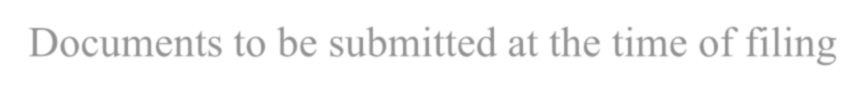 Documents to be submitted at the time of filing